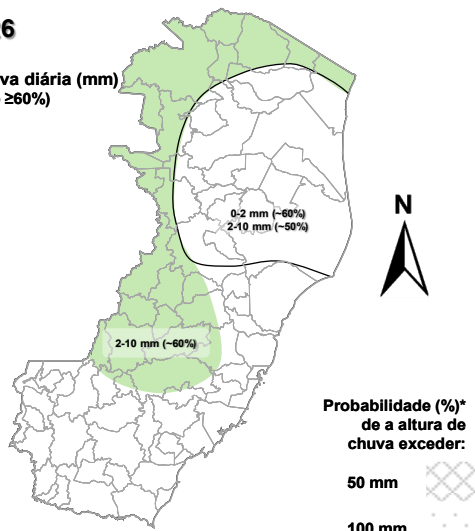 26
va diária (mm)
≥60%)
0-2 mm (~60%)
2-10 mm (~50%)
N
2-10 mm (~60%)
Probabilidade (%)*
de a altura de
chuva exceder:
50 mm
100 mm